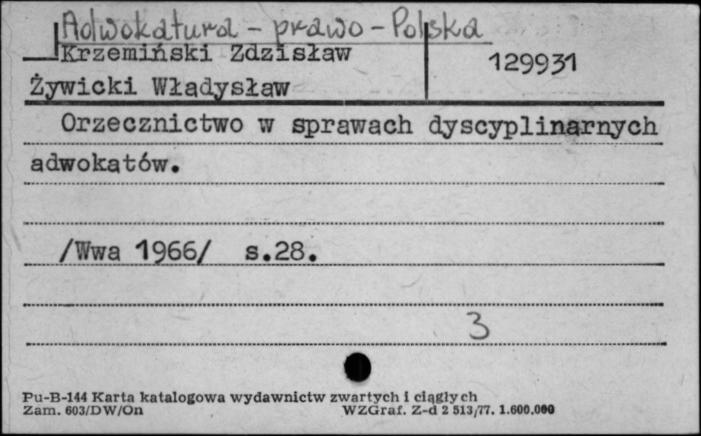 Adwokatura - prawo - Polska
Krzemiński Zdzisław
129931
Żywicki Władysław
Orzecznictwo w sprawach dyscyplinarnych
adwokatów.
/Wwa 1966/ s.28.
3
Pu-B-144 Karta katalogowa wydawnictw zwartych i ciągłych
Zam. 603/DW/On WZGraf. Z-d 2 513/77. 1.600.000